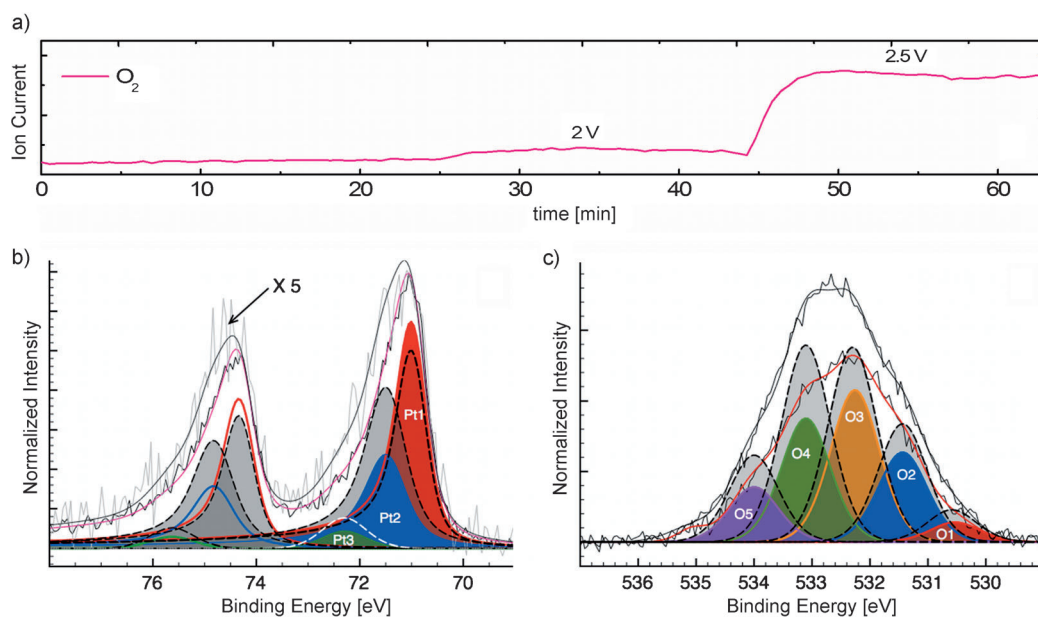 a)
Ion Current
O2
2 V
2.5 V
0 10 20 30 40 50 60
time [min]
b)
Normalized Intensity
X 5
Pt1
Pt2
Pt3
76 74 72 70
Binding Energy [eV]
c)
Normalized Intensity
O5
O4
O3
O2
O1
536 535 534 533 532 531 530
Binding Energy [eV]